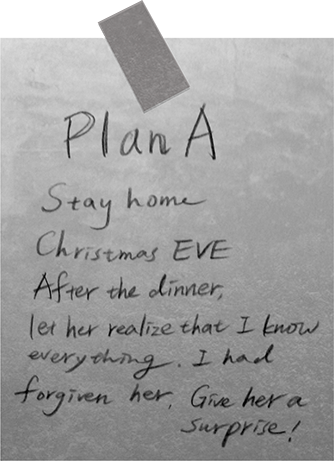 Plan A
Stay home
Christmas EVE
After the dinner,
let her realize that I know
everything. I had
forgiven her. Give her a
surprise!